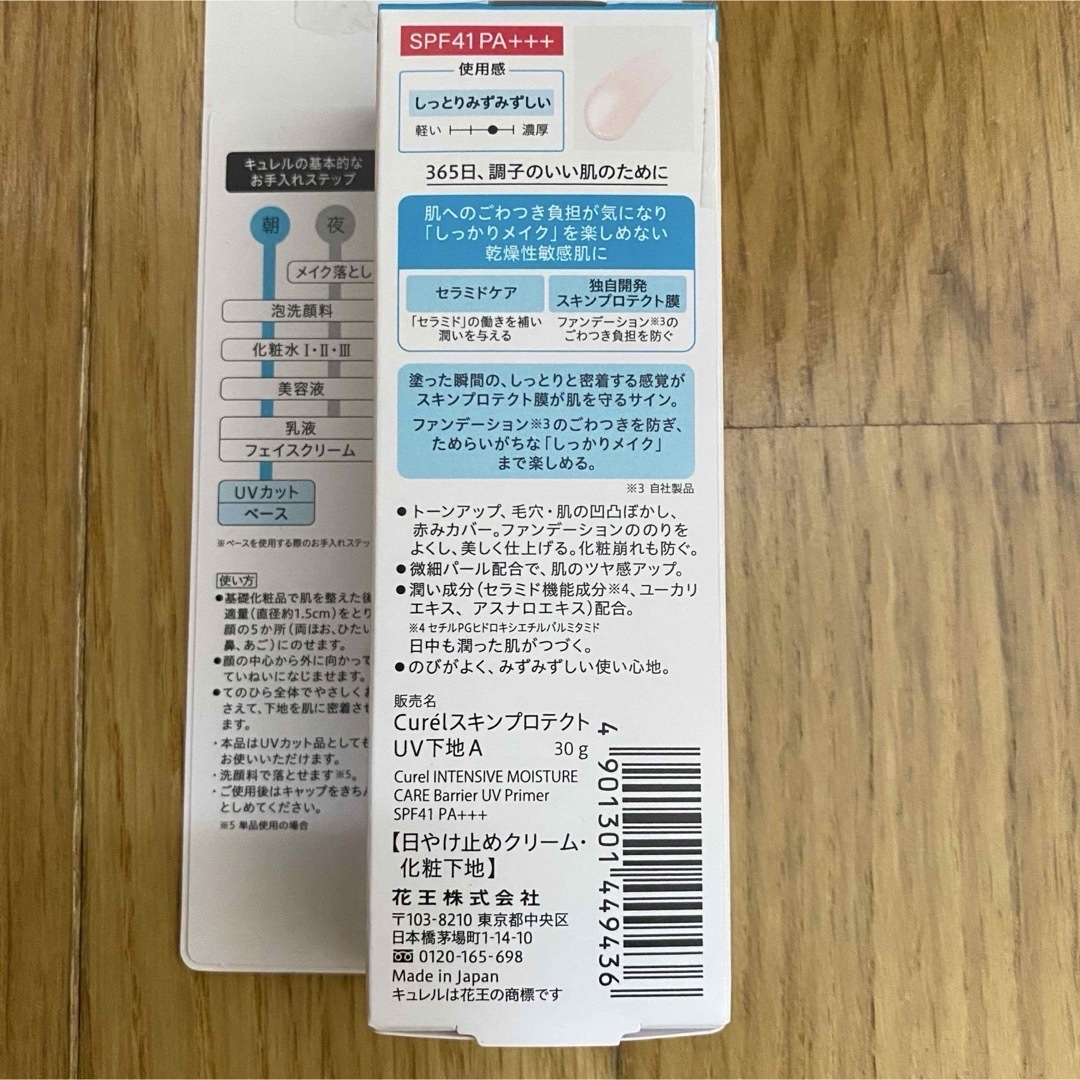 キュレルの基本的な
お手入れステップ
朝 夜
メイク落とし
泡洗顔料
化粧水 I・II・III
美容液
乳液
フェイスクリーム
UVカット
ベース
※ベースを使用する際のお手入れステッ
使い方
●基礎化粧品で肌を整えた後
適量(直径約1.5cm)をとり
顔の5か所(両ほお、ひたい
鼻、あご)にのせます。
●顔の中心から外に向かって
ていねいになじませます。
●てのひら全体でやさしくお
さえて、下地を肌に密着させ
ます。
・本品はUVカット品としても
お使いいただけます。
・洗顔料で落とせます※5。
・ご使用後はキャップをきちん
としめてください。
※5 単品使用の場合
SPF41 PA+++
使用感
しっとりみずみずしい
軽い 濃厚
365日、調子のいい肌のために
肌へのごわつき負担が気になり
「しっかりメイク」を楽しめない
乾燥性敏感肌に
セラミドケア
「セラミド」の働きを補い
潤いを与える
独自開発
スキンプロテクト膜
ファンデーション※3の
ごわつき負担を防ぐ
塗った瞬間の、しっとりと密着する感覚が
スキンプロテクト膜が肌を守るサイン。
ファンデーション※3のごわつきを防ぎ、
ためらいがちな「しっかりメイク」
まで楽しめる。
※3 自社製品
●トーンアップ、毛穴・肌の凹凸ぼかし、
赤みカバー。ファンデーションののりを
よくし、美しく仕上げる。化粧崩れも防ぐ。
●微細パール配合で、肌のツヤ感アップ。
●潤い成分(セラミド機能成分※4、ユーカリ
エキス、アスナロエキス)配合。
※4 セチルPGヒドロキシエチルパルミタミド
日中も潤った肌がつづく。
●のびがよく、みずみずしい使い心地。
販売名
Curélスキンプロテクト
UV下地A 30g
Curel INTENSIVE MOISTURE
CARE Barrier UV Primer
SPF41 PA+++
【日やけ止めクリーム・
化粧下地】
花王株式会社
〒103-8210 東京都中央区
日本橋茅場町1-14-10
0120-165-698
Made in Japan
キュレルは花王の商標です
4 901301 449436